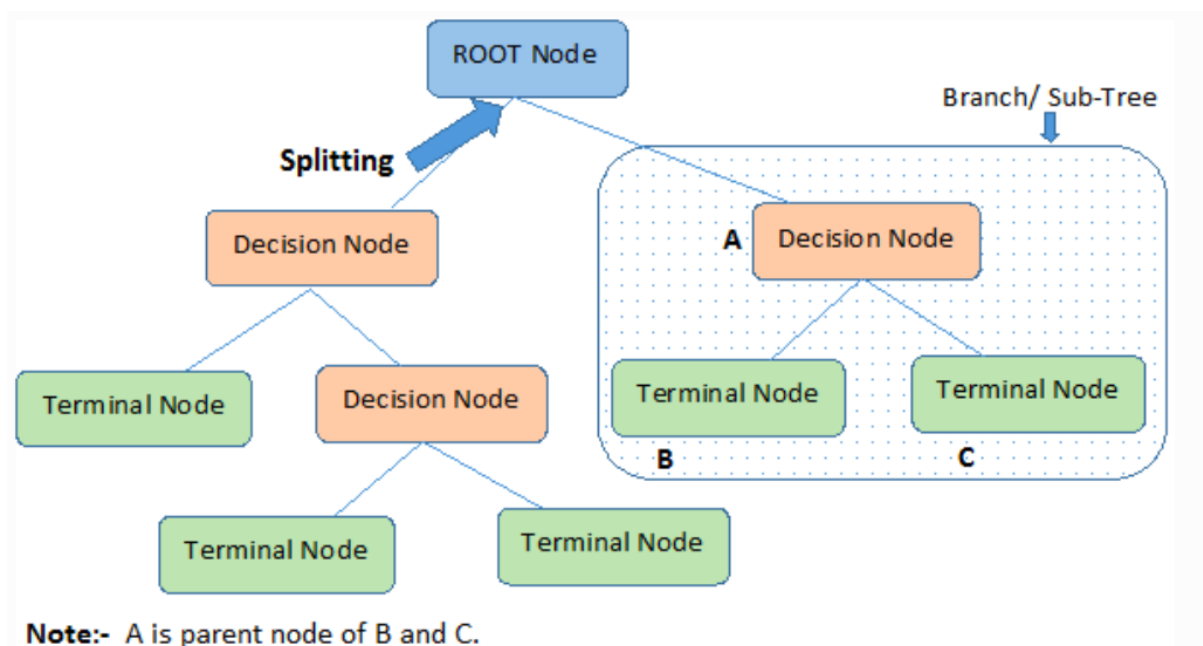 ROOT Node
Branch/ Sub-Tree
Splitting
Decision Node
A
Decision Node
Terminal Node
Decision Node
Terminal Node
Terminal Node
B
C
Terminal Node
Terminal Node
Note:- A is parent node of B and C.